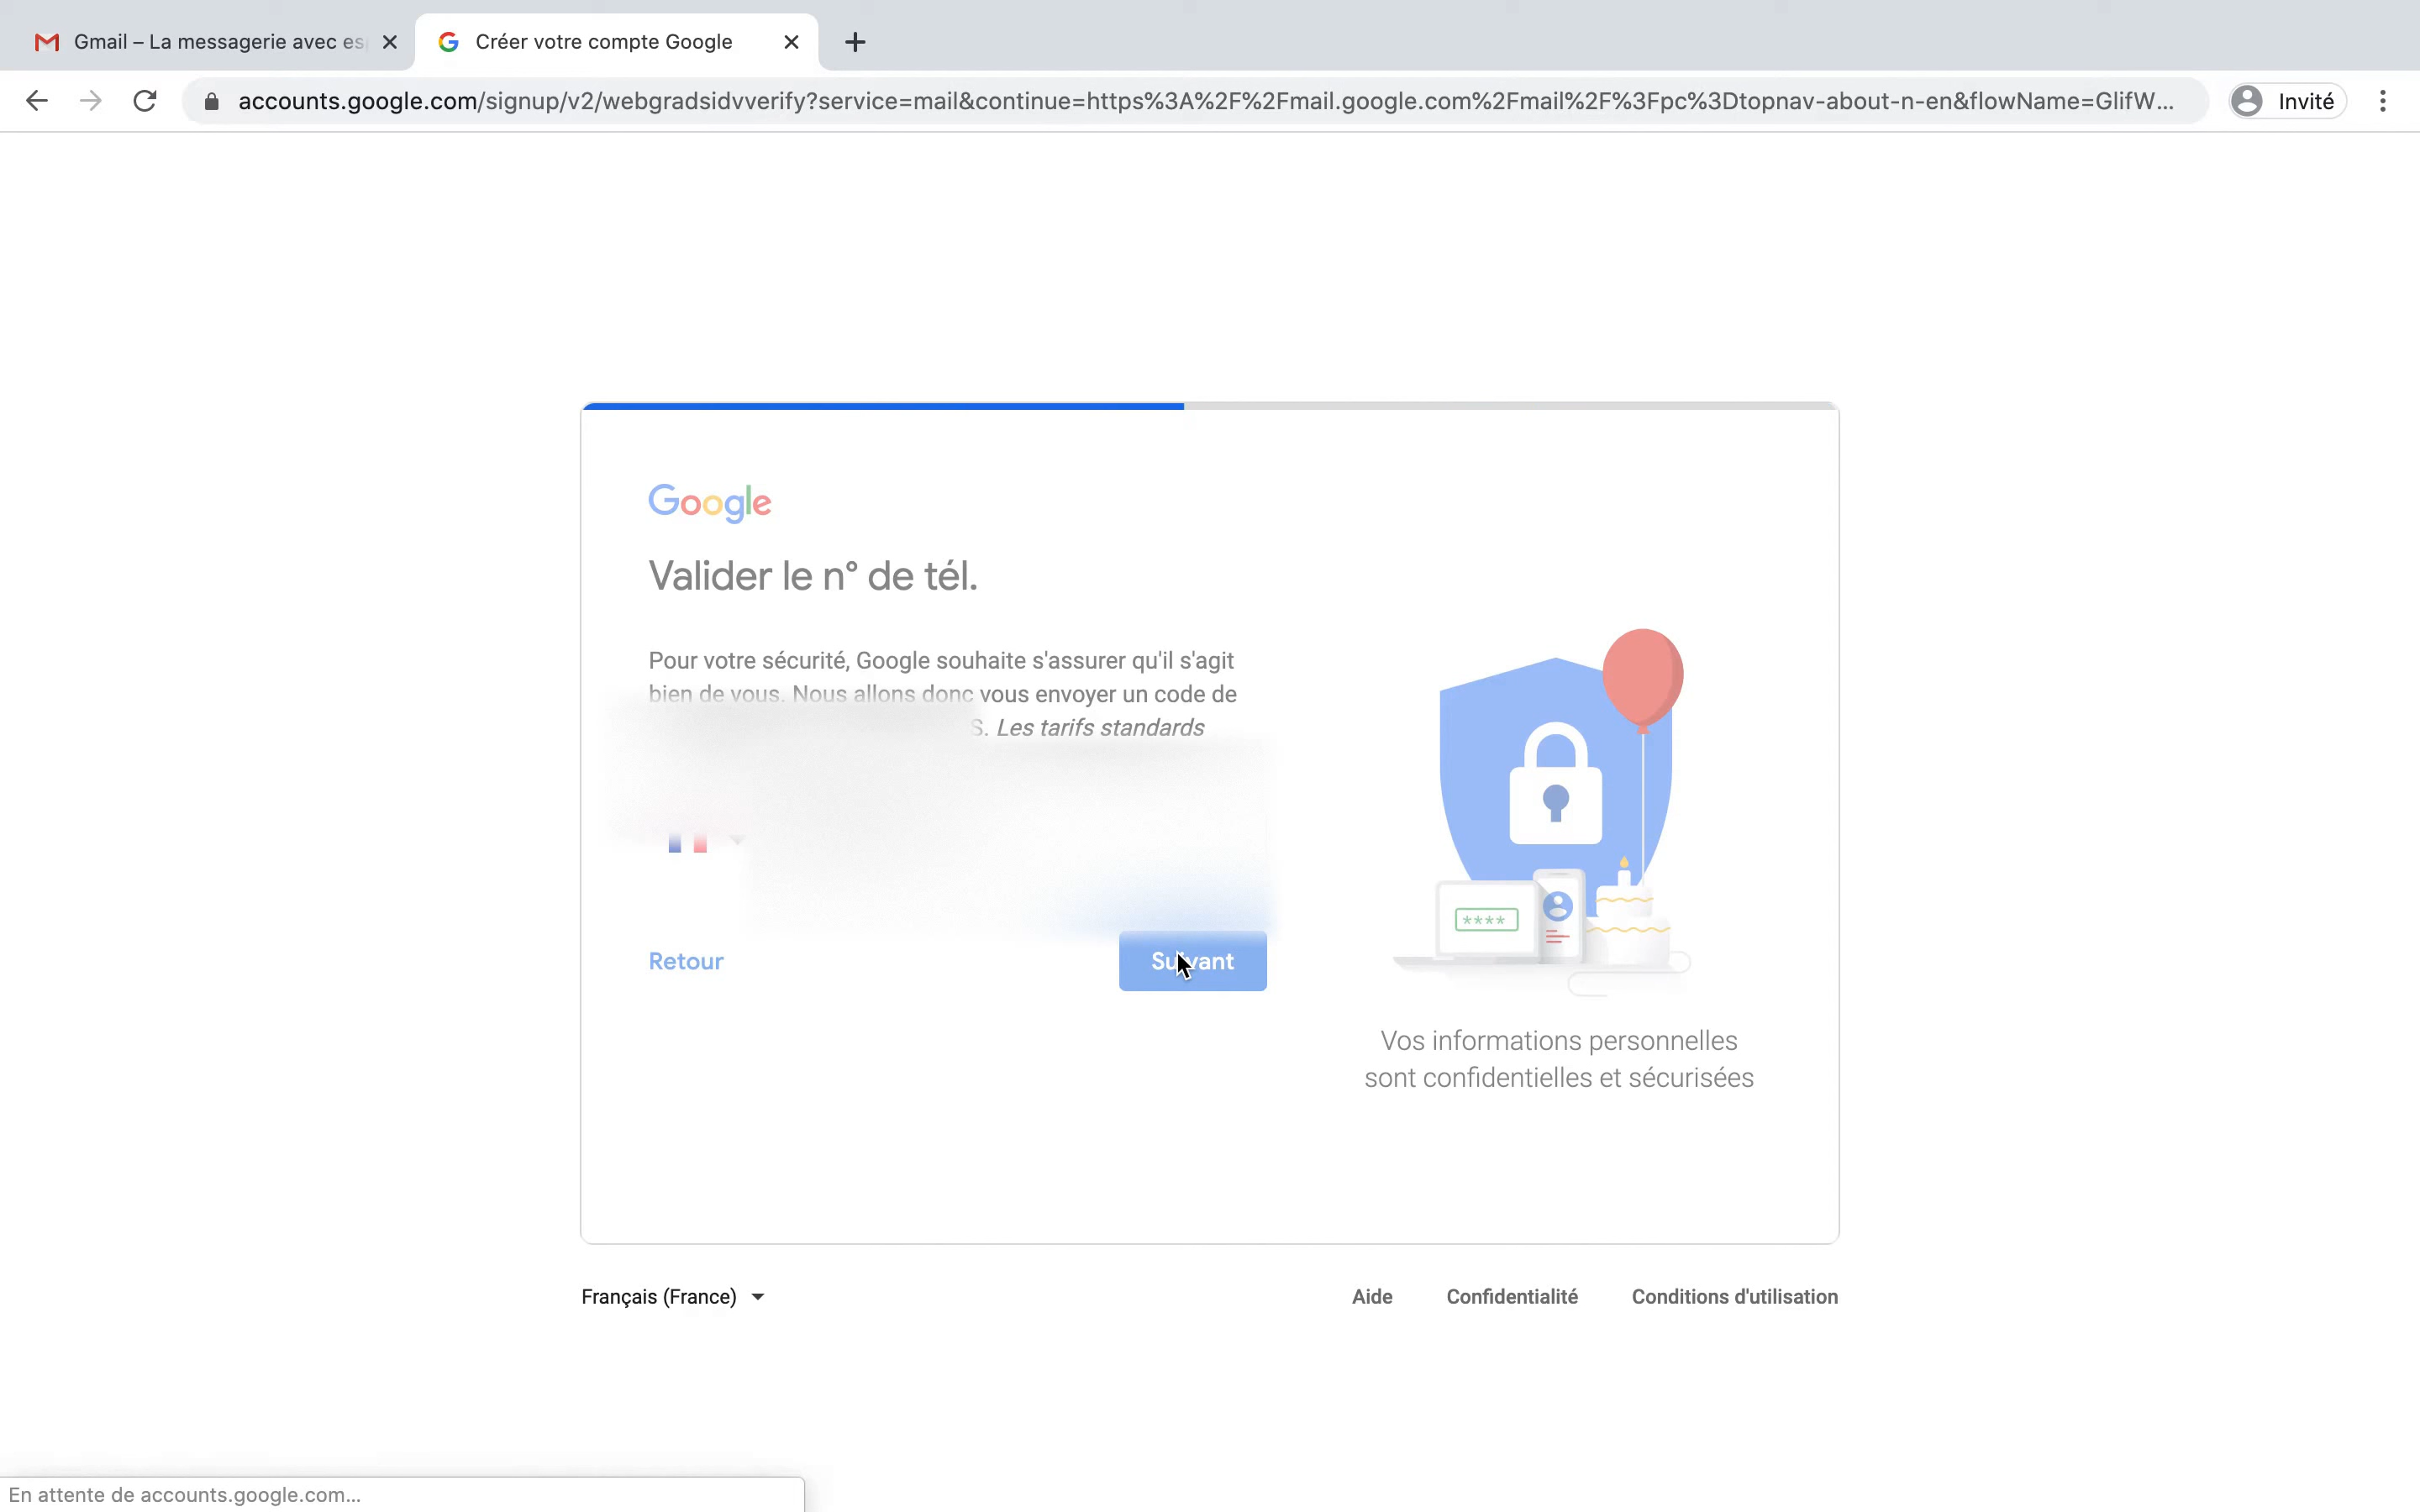 Gmail – La messagerie avec es
Créer votre compte Google
accounts.google.com/signup/v2/webgradsidvverify?service=mail&continue=https%3A%2F%2Fmail.google.com%2Fmail%2F%3Fpc%3Dtopnav-about-n-en&flowName=GlifW...
Invité
Google
Valider le n° de tél.
Pour votre sécurité, Google souhaite s'assurer qu'il s'agit
bien de vous. Nous allons donc vous envoyer un code de
S. Les tarifs standards
****
Retour
Suivant
Vos informations personnelles
sont confidentielles et sécurisées
Français (France)
Aide
Confidentialité
Conditions d'utilisation
En attente de accounts.google.com...